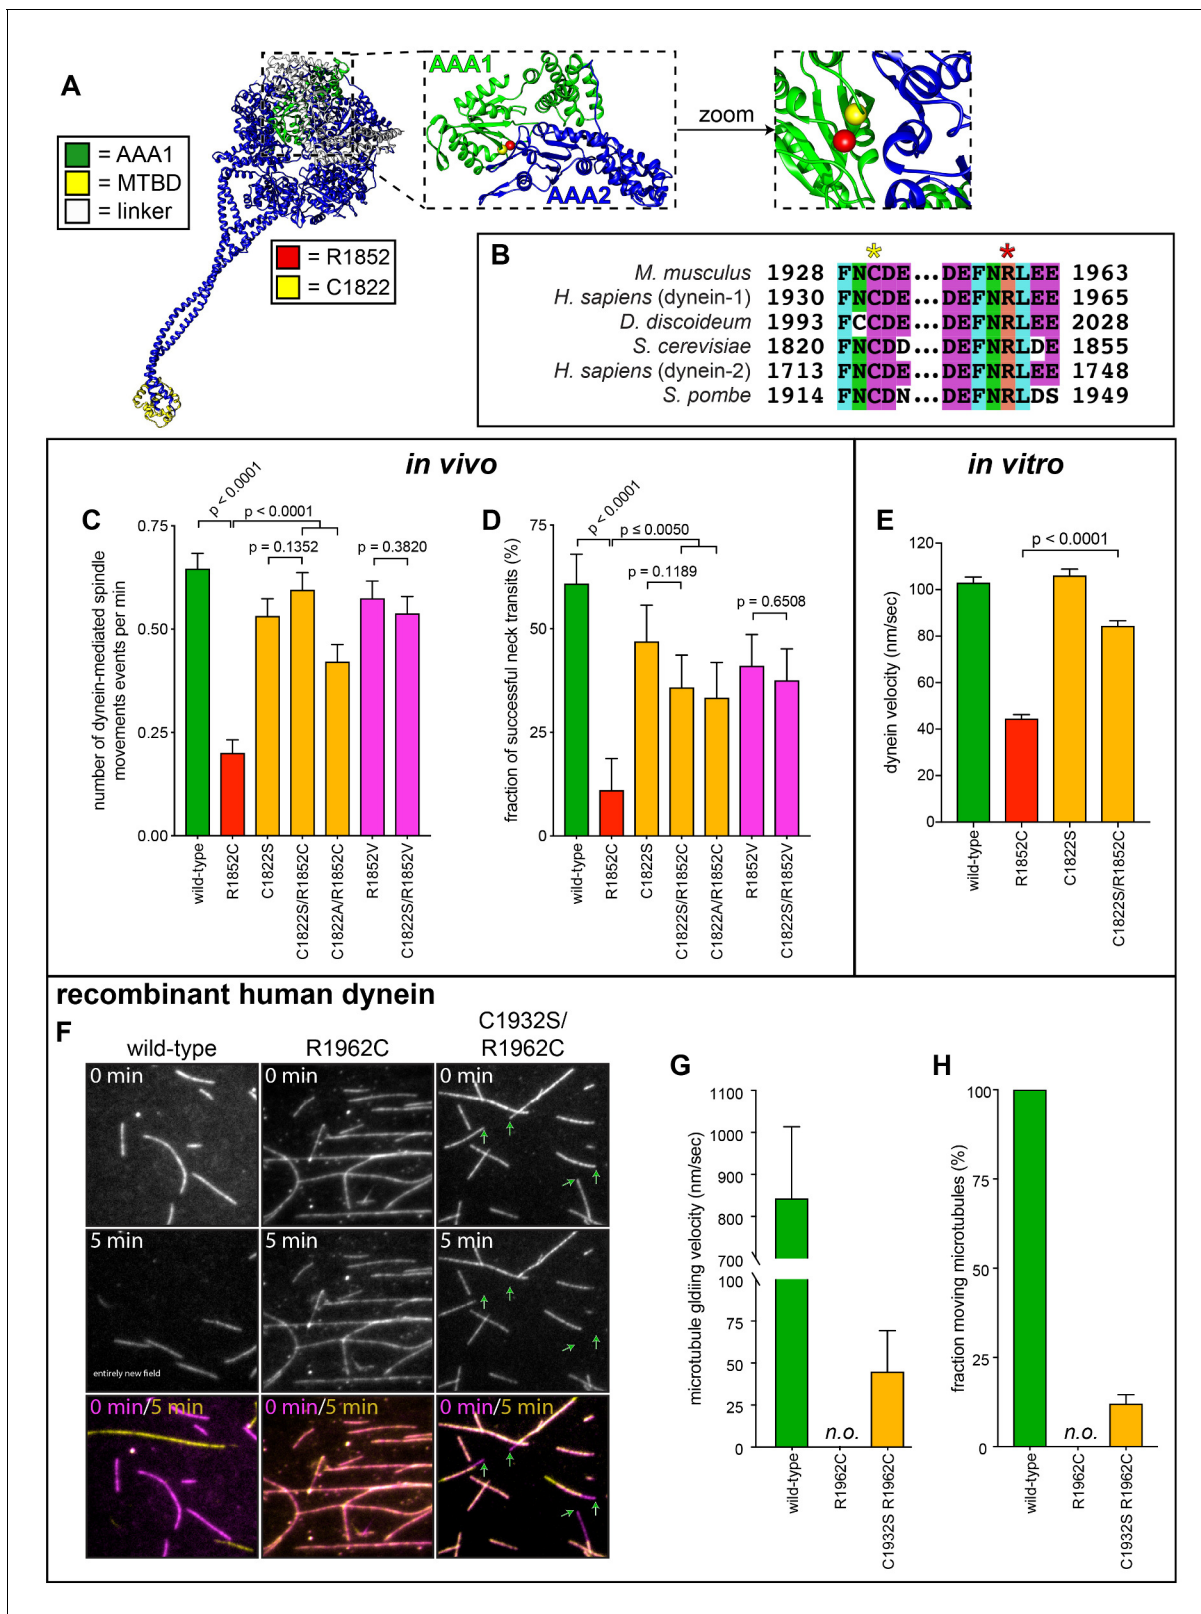 A
= AAA1
= MTBD
= linker
= R1852
= C1822
AAA1
AAA2
zoom
B
* *
M. musculus 1928 FNCDE...DEFNRLEE 1963
H. sapiens (dynein-1) 1930 FNCDE...DEFNRLEE 1965
D. discoideum 1993 FCCDE...DEFNRLEE 2028
S. cerevisiae 1820 FNCDD...DEFNRLDE 1855
H. sapiens (dynein-2) 1713 FNCDE...DEFNRLEE 1748
S. pombe 1914 FNCDN...DEFNRLDS 1949
in vivo
C
number of dynein-mediated spindle
movements events per min
0.75
0.50
0.25
0.00
p < 0.0001
p < 0.0001
p = 0.1352
p = 0.3820
wild-type
R1852C
C1822S
C1822S/R1852C
C1822A/R1852C
R1852V
C1822S/R1852V
D
fraction of successful neck transits (%)
75
50
25
0
p < 0.0001
p ≤ 0.0050
p = 0.1189
p = 0.6508
wild-type
R1852C
C1822S
C1822S/R1852C
C1822A/R1852C
R1852V
C1822S/R1852V
in vitro
E
dynein velocity (nm/sec)
120
100
80
60
40
20
0
p < 0.0001
wild-type
R1852C
C1822S
C1822S/R1852C
recombinant human dynein
F
wild-type
R1962C
C1932S/
R1962C
0 min
0 min
0 min
5 min
5 min
5 min
entirely new field
0 min/5 min
0 min/5 min
0 min/5 min
G
microtubule gldiing velocity (nm/sec)
1100
1000
900
800
700
100
75
50
25
0
n.o.
wild-type
R1962C
C1932S R1962C
H
fraction moving microtubules (%)
100
75
50
25
0
n.o.
wild-type
R1962C
C1932S R1962C